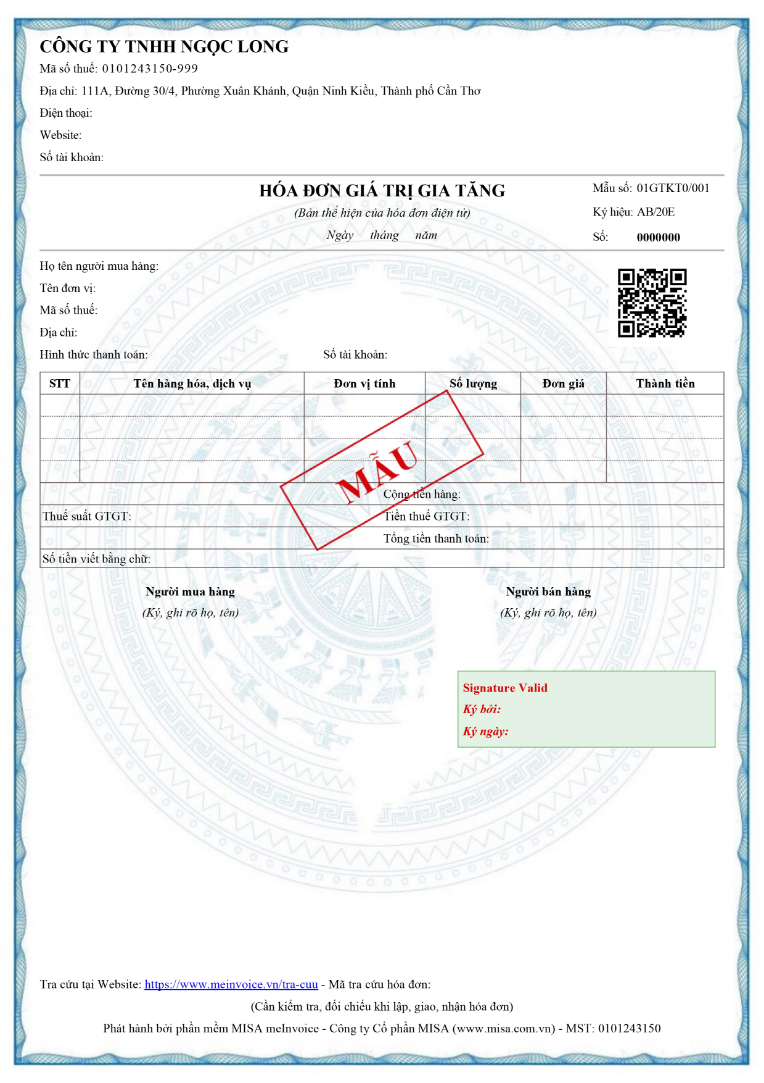 CÔNG TY TNHH NGỌC LONG
Mã số thuế: 0101243150-999
Địa chỉ: 111A, Đường 30/4, Phường Xuân Khánh, Quận Ninh Kiều, Thành phố Cần Thơ
Điện thoại:
Website:
Số tài khoản:
HÓA ĐƠN GIÁ TRỊ GIA TĂNG
(Bản thể hiện của hóa đơn điện tử)
Ngày tháng năm
Mẫu số: 01GTKT0/001
Ký hiệu: AB/20E
Số: 0000000
Họ tên người mua hàng:
Tên đơn vị:
Mã số thuế:
Địa chỉ:
Hình thức thanh toán: Số tài khoản:
STT Tên hàng hóa, dịch vụ Đơn vị tính Số lượng Đơn giá Thành tiền
MẪU
Cộng tiền hàng:
Thuế suất GTGT: Tiền thuế GTGT:
Tổng tiền thanh toán:
Số tiền viết bằng chữ:
Người mua hàng Người bán hàng
(Ký, ghi rõ họ, tên) (Ký, ghi rõ họ, tên)
Signature Valid
Ký bởi:
Ký ngày:
Tra cứu tại Website: https://www.meinvoice.vn/tra-cuu - Mã tra cứu hóa đơn:
(Cần kiểm tra, đối chiếu khi lập, giao, nhận hóa đơn)
Phát hành bởi phần mềm MISA meInvoice - Công ty Cổ phần MISA (www.misa.com.vn) - MST: 0101243150